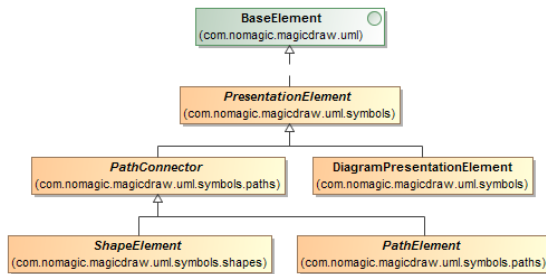 BaseElement
(com.nomagic.magicdraw.uml)
PresentationElement
(com.nomagic.magicdraw.uml.symbols)
PathConnector
(com.nomagic.magicdraw.uml.symbols.paths)
DiagramPresentationElement
(com.nomagic.magicdraw.uml.symbols)
ShapeElement
(com.nomagic.magicdraw.uml.symbols.shapes)
PathElement
(com.nomagic.magicdraw.uml.symbols.paths)